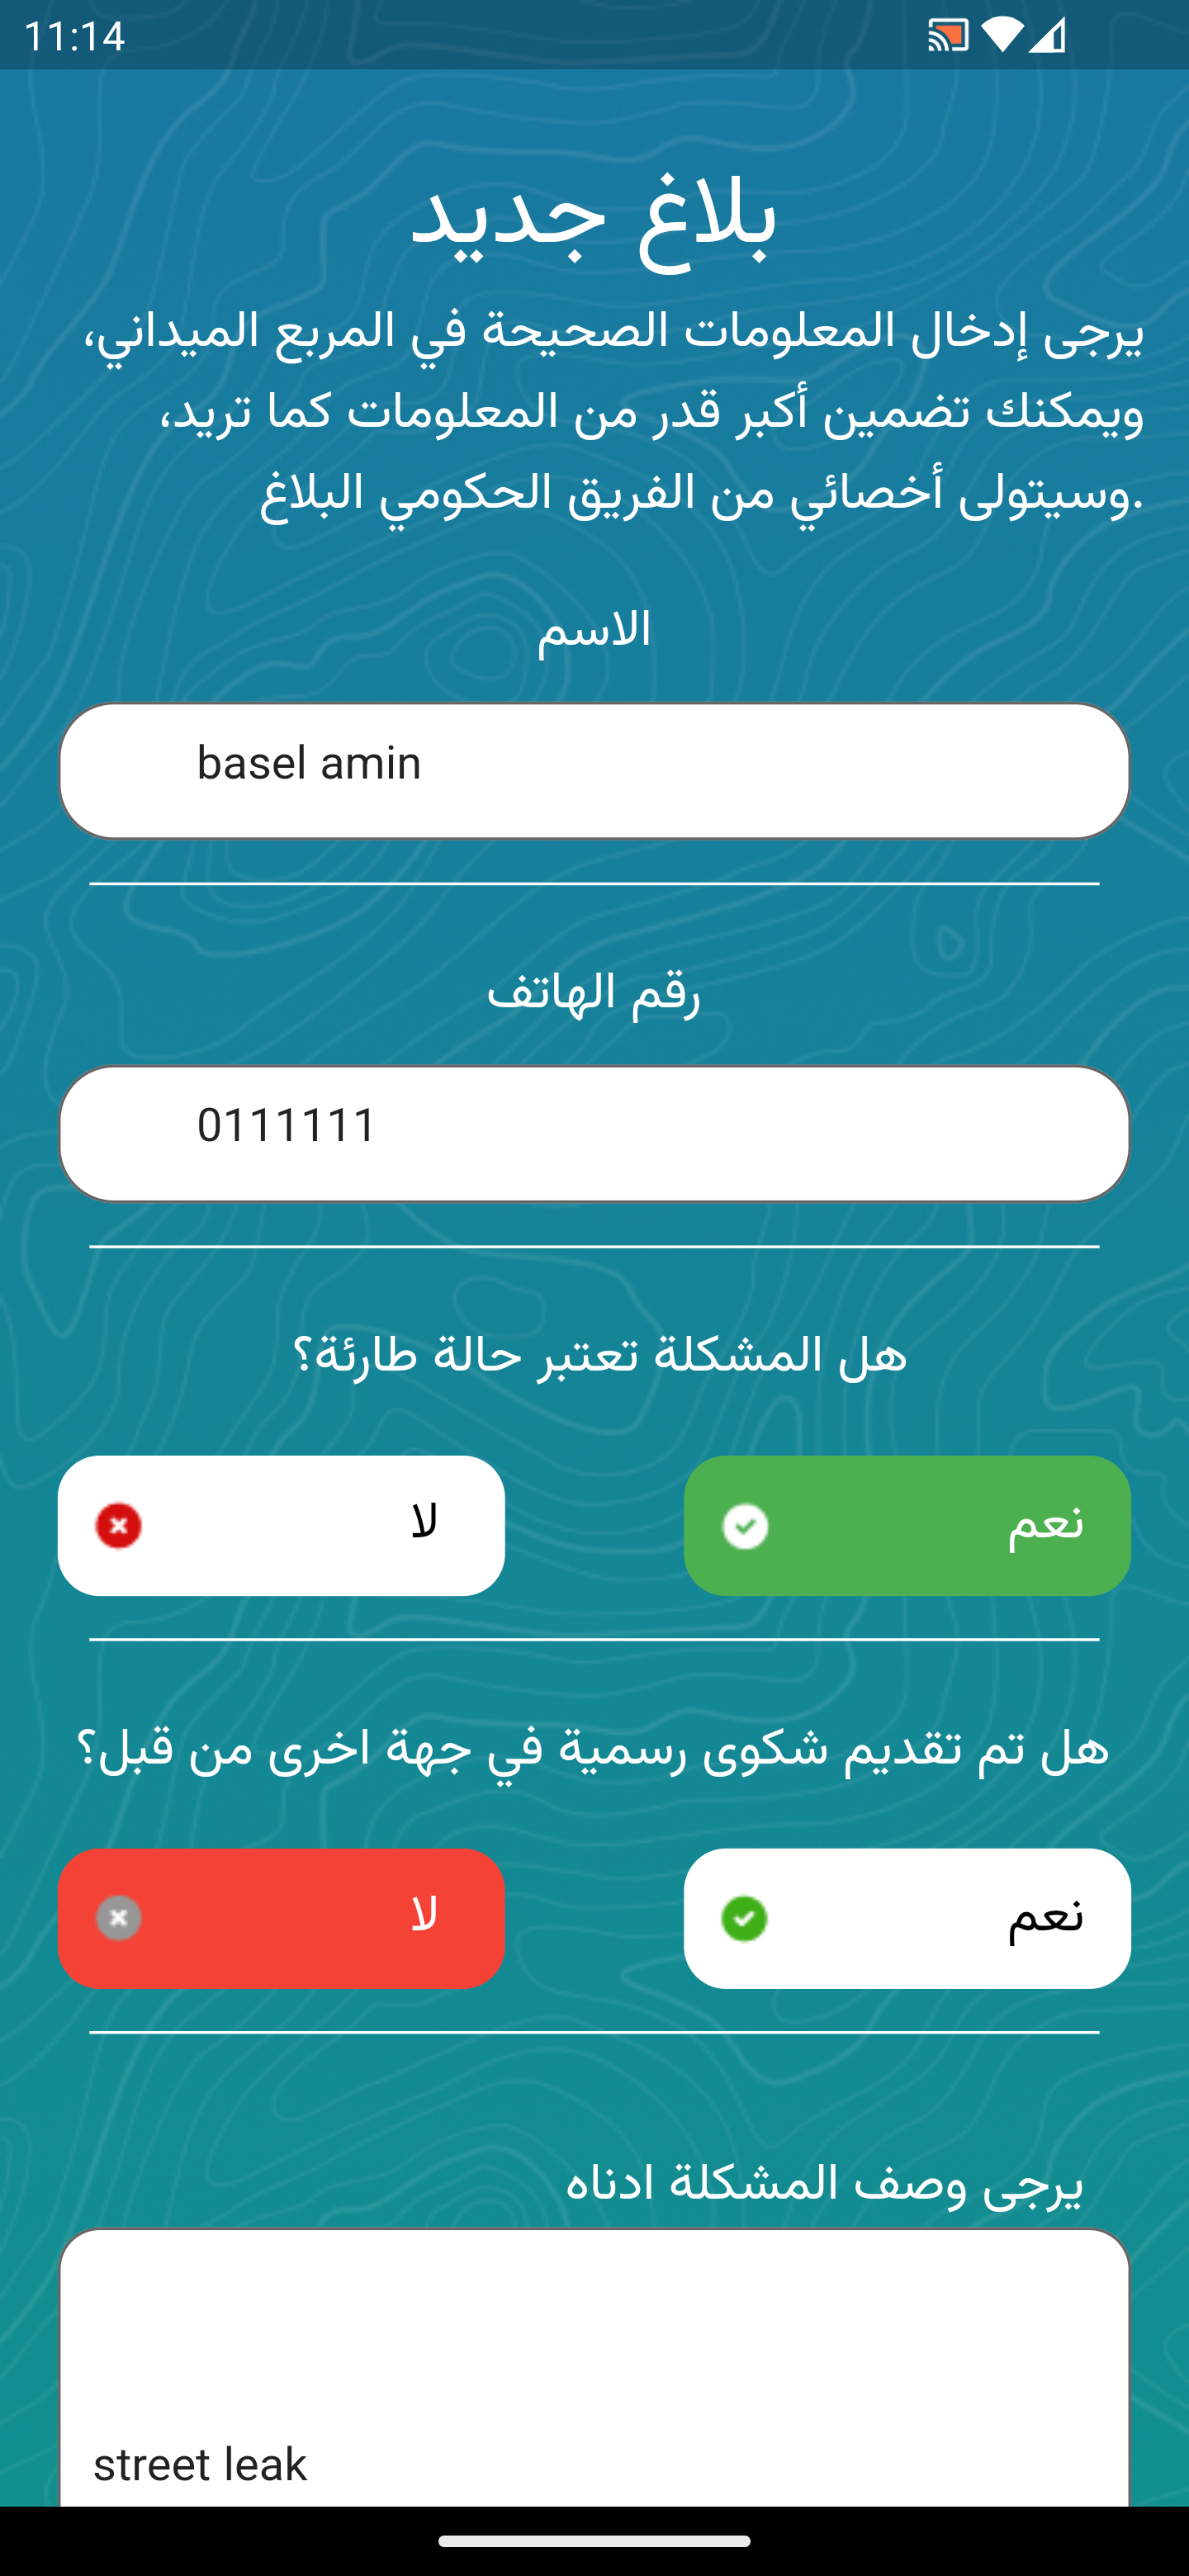 11:14
بلاغ جديد
يرجى إدخال المعلومات الصحيحة في المربع الميداني،
ويمكنك تضمين أكبر قدر من المعلومات كما تريد،
.وسيتولى أخصائي من الفريق الحكومي البلاغ
الاسم
basel amin
رقم الهاتف
0111111
هل المشكلة تعتبر حالة طارئة؟
نعم
لا
هل تم تقديم شكوى رسمية في جهة اخرى من قبل؟
نعم
لا
يرجى وصف المشكلة ادناه
street leak